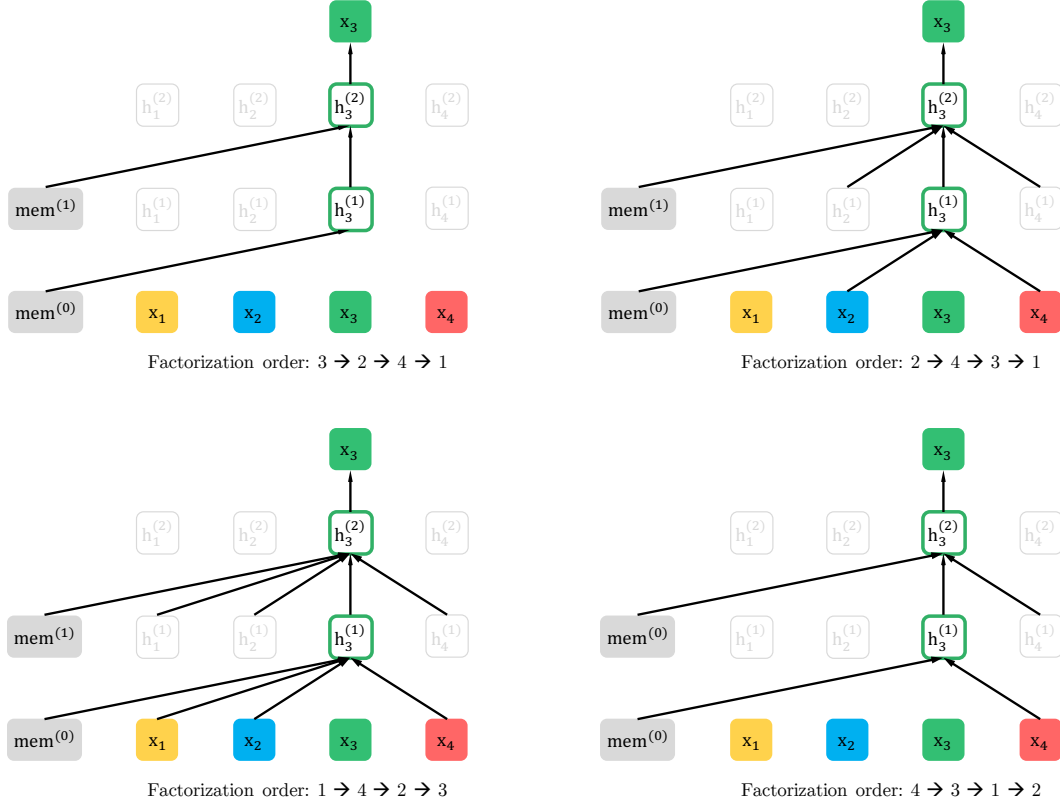 x₃
h₁⁽²⁾ h₂⁽²⁾ h₃⁽²⁾ h₄⁽²⁾
mem⁽¹⁾ h₁⁽¹⁾ h₂⁽¹⁾ h₃⁽¹⁾ h₄⁽¹⁾
mem⁽⁰⁾ x₁ x₂ x₃ x₄
Factorization order: 3 → 2 → 4 → 1
x₃
h₁⁽²⁾ h₂⁽²⁾ h₃⁽²⁾ h₄⁽²⁾
mem⁽¹⁾ h₁⁽¹⁾ h₂⁽¹⁾ h₃⁽¹⁾ h₄⁽¹⁾
mem⁽⁰⁾ x₁ x₂ x₃ x₄
Factorization order: 2 → 4 → 3 → 1
x₃
h₁⁽²⁾ h₂⁽²⁾ h₃⁽²⁾ h₄⁽²⁾
mem⁽¹⁾ h₁⁽¹⁾ h₂⁽¹⁾ h₃⁽¹⁾ h₄⁽¹⁾
mem⁽⁰⁾ x₁ x₂ x₃ x₄
Factorization order: 1 → 4 → 2 → 3
x₃
h₁⁽²⁾ h₂⁽²⁾ h₃⁽²⁾ h₄⁽²⁾
mem⁽⁰⁾ h₁⁽¹⁾ h₂⁽¹⁾ h₃⁽¹⁾ h₄⁽¹⁾
mem⁽⁰⁾ x₁ x₂ x₃ x₄
Factorization order: 4 → 3 → 1 → 2